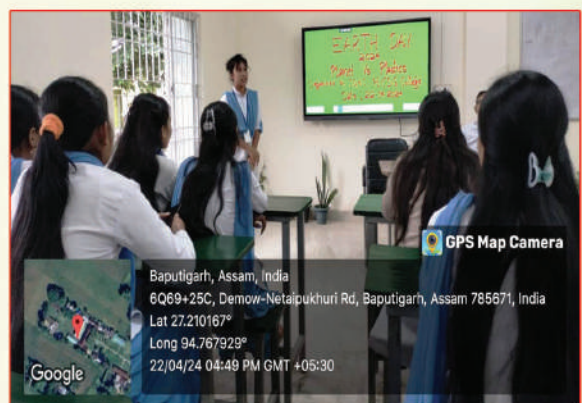 EARTH DAY
2024
Planet Vs Plastics
GPS Map Camera
Baputigarh, Assam, India
6Q69+25C, Demow-Netaipukhuri Rd, Baputigarh, Assam 785671, India
Lat 27.210167°
Long 94.767929°
22/04/24 04:49 PM GMT +05:30
Google